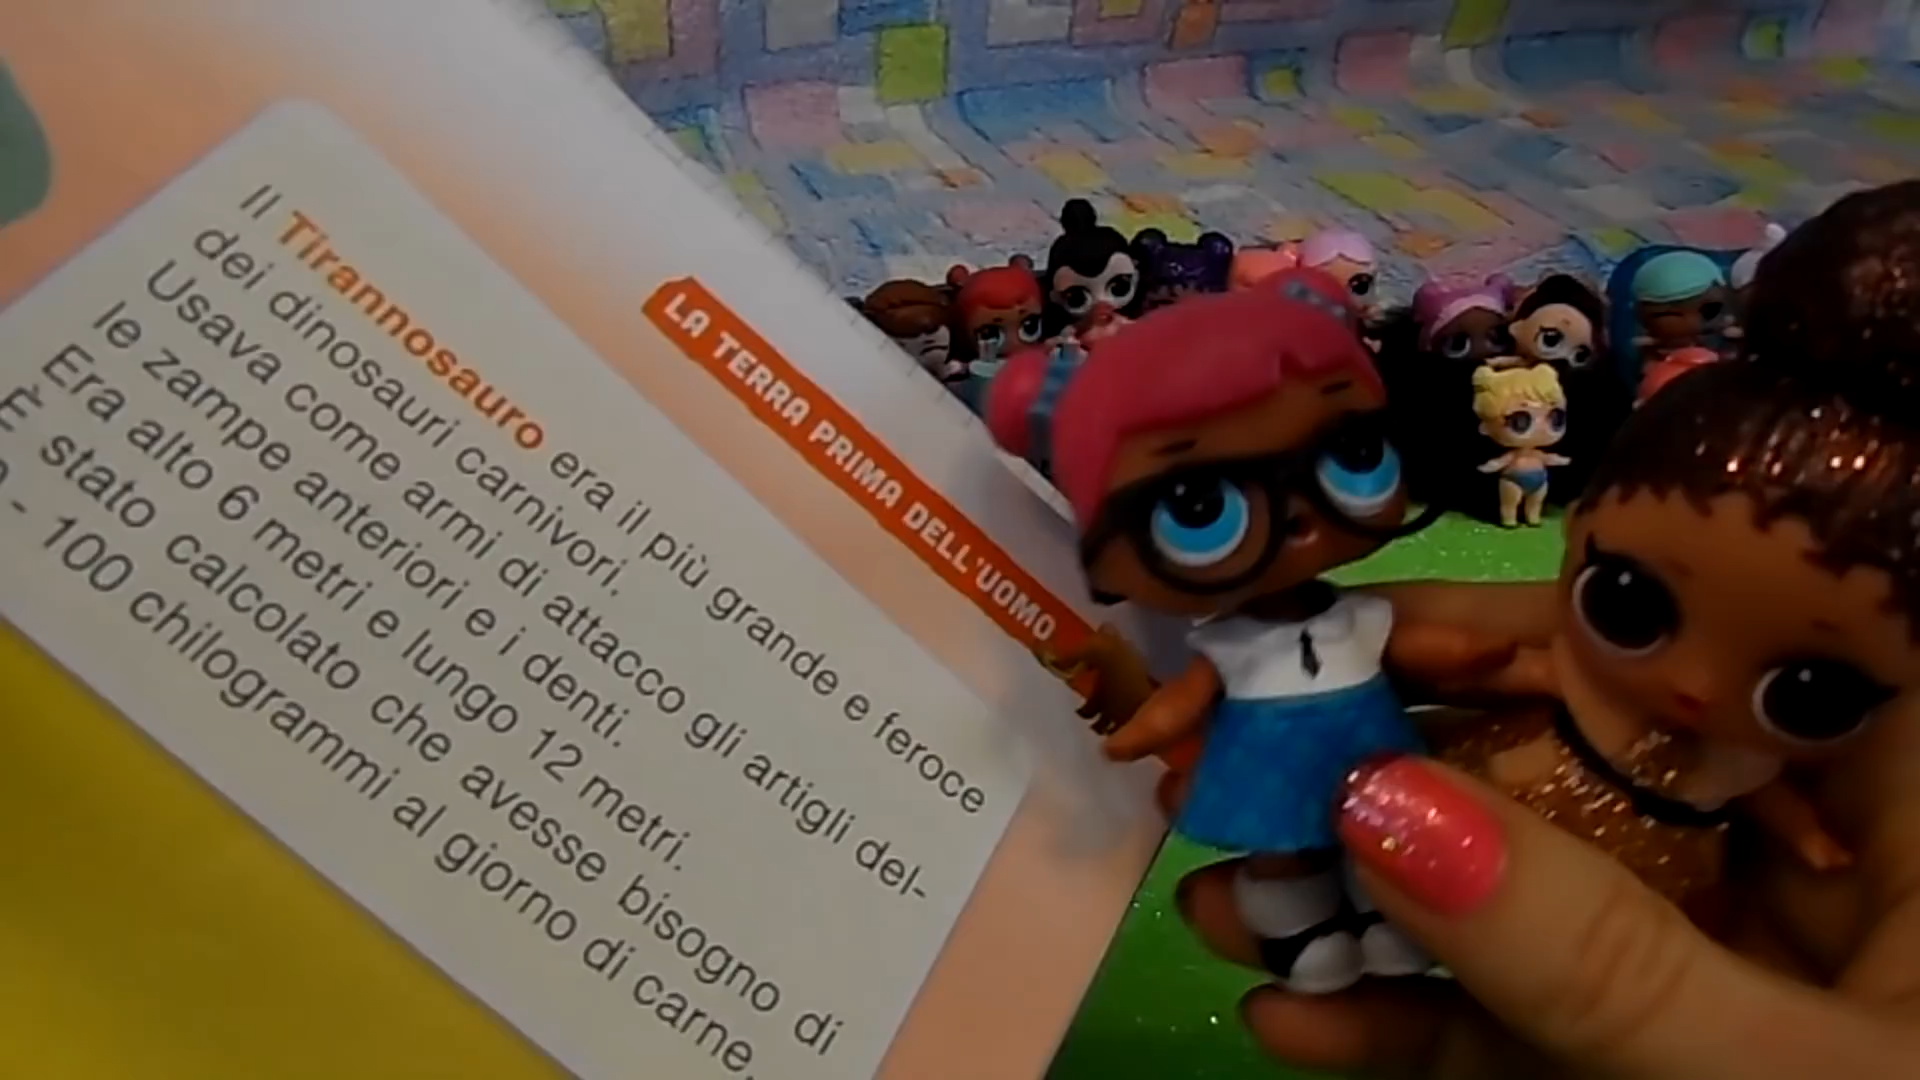 LA TERRA PRIMA DELL'UOMO
Il Tirannosauro era il più grande e feroce
dei dinosauri carnivori.
Usava come armi di attacco gli artigli del-
le zampe anteriori e i denti.
Era alto 6 metri e lungo 12 metri.
È stato calcolato che avesse bisogno di
- 100 chilogrammi al giorno di carne.